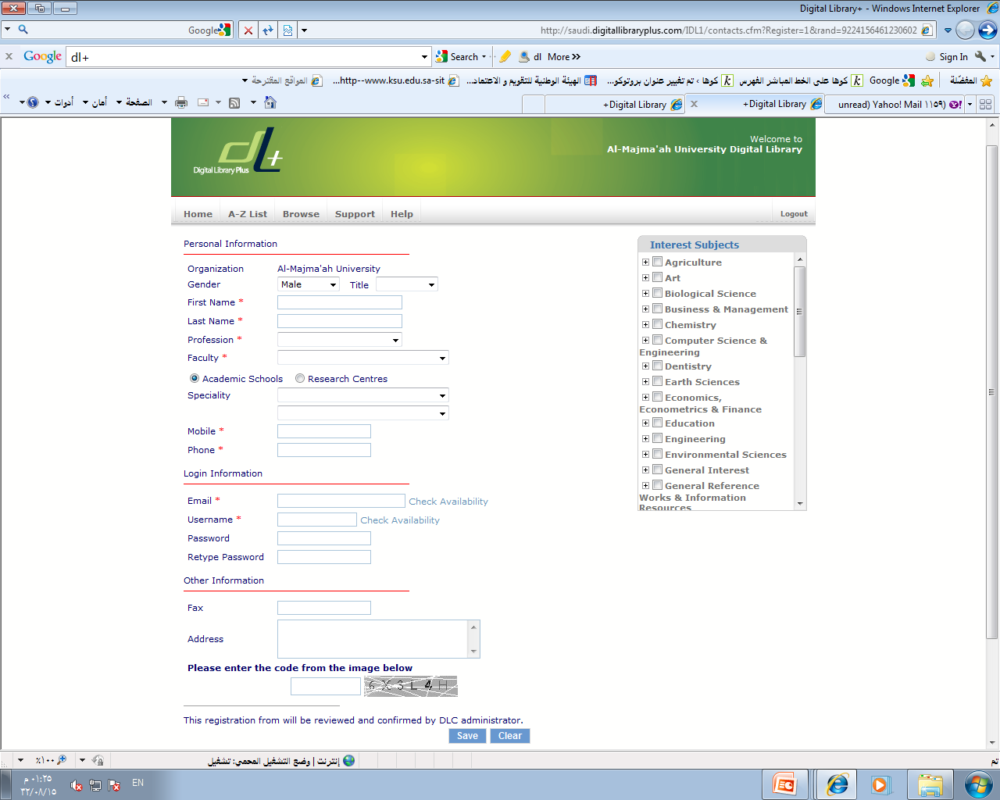 Digital Library+ - Windows Internet Explorer
Google
http://saudi.digitallibraryplus.com/IDL1/contacts.cfm?Register=1&rand=9224156461230602
x Google dl+ Search dl More >> Sign In
المفضلة Google كوها على الخط المباشر الفهرس كوها › تم تغيير عنوان بروتوكو... الهيئة الوطنية للتقويم و الاعتماد... http--www.ksu.edu.sa-sit... المواقع المقترحة
unread) Yahoo! Mail ١١٥٩) Digital Library+ Digital Library+
الصفحة أمان أدوات
dL+
Digital Library Plus
Welcome to
Al-Majma'ah University Digital Library
Home A-Z List Browse Support Help Logout
Personal Information
Organization Al-Majma'ah University
Gender Male Title
First Name *
Last Name *
Profession *
Faculty *
Academic Schools Research Centres
Speciality
Mobile *
Phone *
Login Information
Email * Check Availability
Username * Check Availability
Password
Retype Password
Other Information
Fax
Address
Please enter the code from the image below
6 X 3 L 4 H
This registration from will be reviewed and confirmed by DLC administrator.
Save Clear
Interest Subjects
Agriculture
Art
Biological Science
Business & Management
Chemistry
Computer Science &
Engineering
Dentistry
Earth Sciences
Economics,
Econometrics & Finance
Education
Engineering
Environmental Sciences
General Interest
General Reference
Works & Information
Resources
تم
إنترنت | وضع التشغيل المحمي: تشغيل
٪١٠٠
EN
٠١:٢٥ م
٣٢/٠٨/١٥